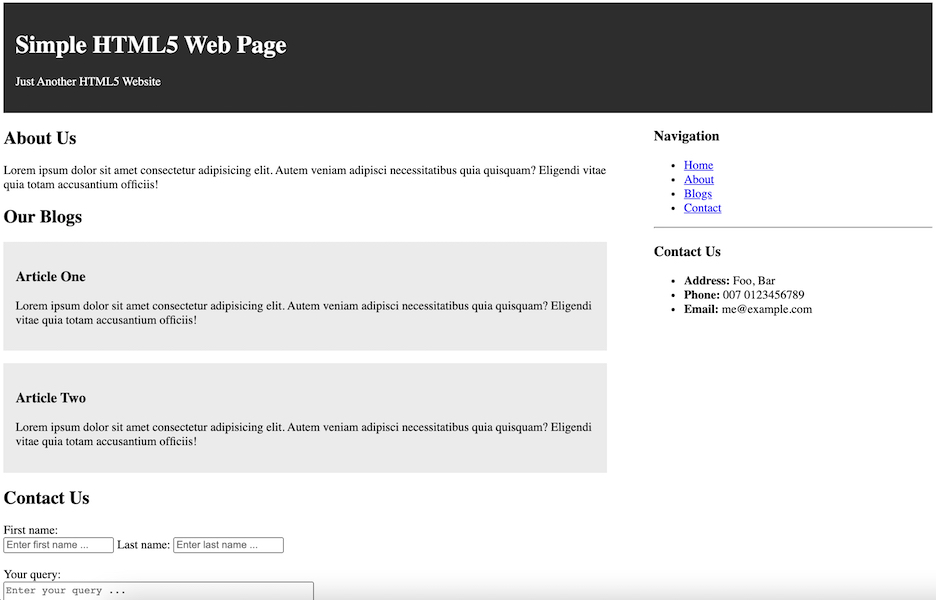 Simple HTML5 Web Page
Just Another HTML5 Website
About Us
Lorem ipsum dolor sit amet consectetur adipisicing elit. Autem veniam adipisci necessitatibus quia quisquam? Eligendi vitae
quia totam accusantium officiis!
Our Blogs
Article One
Lorem ipsum dolor sit amet consectetur adipisicing elit. Autem veniam adipisci necessitatibus quia quisquam? Eligendi
vitae quia totam accusantium officiis!
Article Two
Lorem ipsum dolor sit amet consectetur adipisicing elit. Autem veniam adipisci necessitatibus quia quisquam? Eligendi
vitae quia totam accusantium officiis!
Contact Us
First name:
Enter first name ... Last name: Enter last name ...
Your query:
Enter your query ...
Navigation
Home
About
Blogs
Contact
Contact Us
Address: Foo, Bar
Phone: 007 0123456789
Email: me@example.com